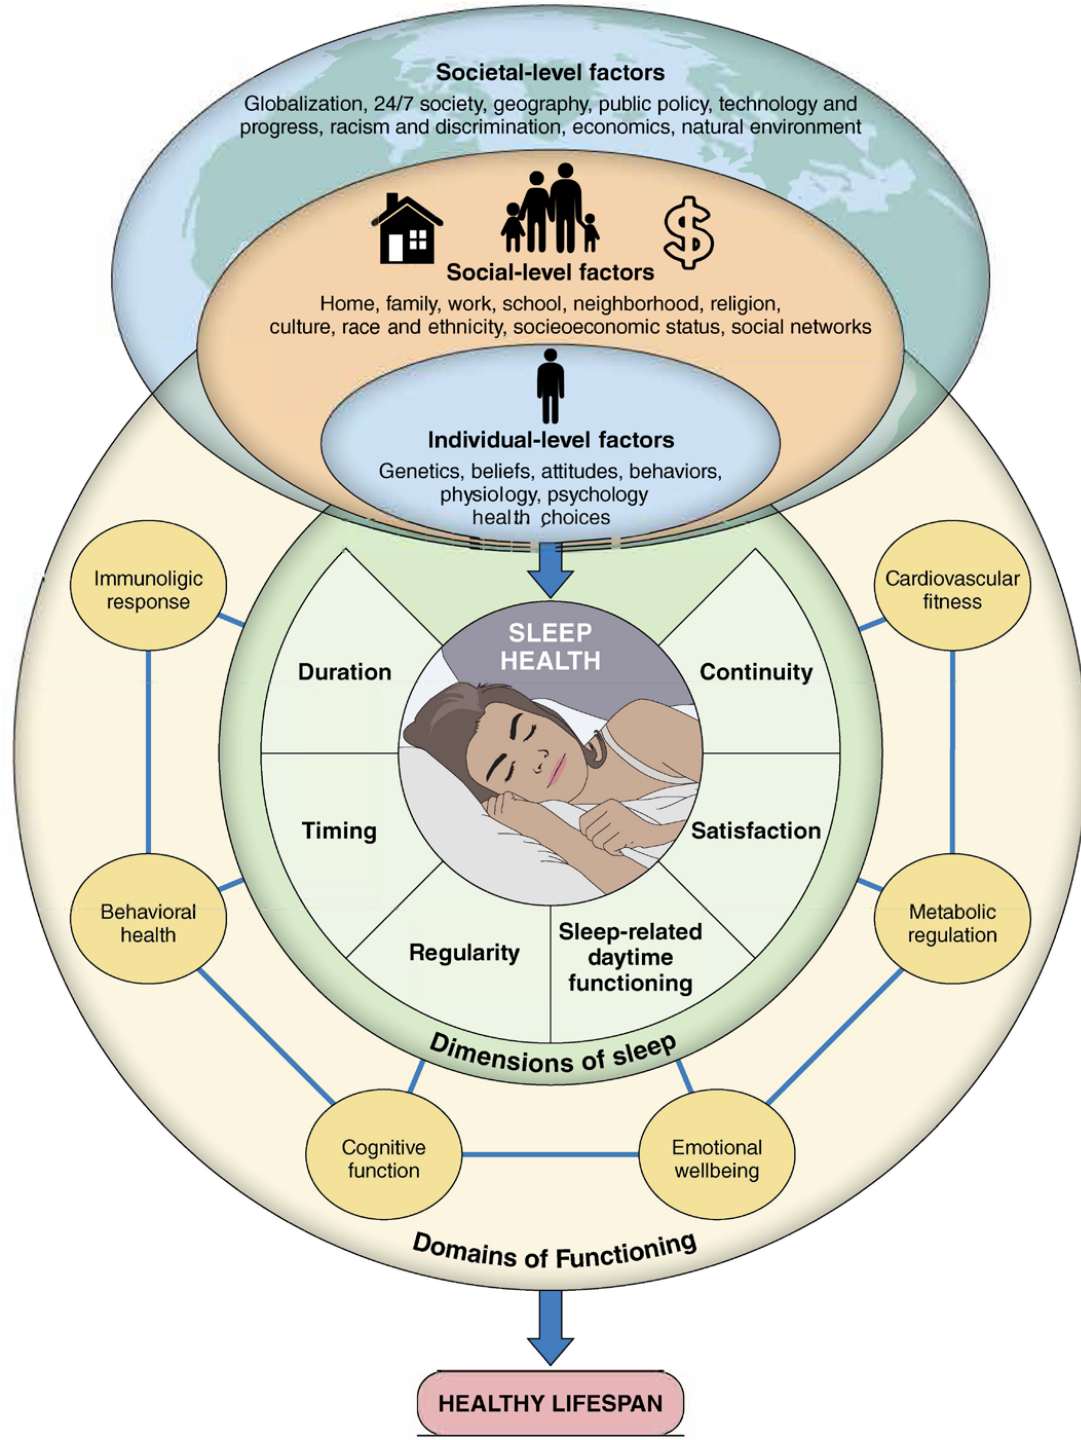 Societal-level factors
Globalization, 24/7 society, geography, public policy, technology and
progress, racism and discrimination, economics, natural environment
$
Social-level factors
Home, family, work, school, neighborhood, religion,
culture, race and ethnicity, socieoeconomic status, social networks
Individual-level factors
Genetics, beliefs, attitudes, behaviors,
physiology, psychology
health choices
Immunoligic
response
Cardiovascular
fitness
SLEEP
HEALTH
Duration
Continuity
Timing
Satisfaction
Regularity
Sleep-related
daytime
functioning
Behavioral
health
Metabolic
regulation
Dimensions of sleep
Cognitive
function
Emotional
wellbeing
Domains of Functioning
HEALTHY LIFESPAN